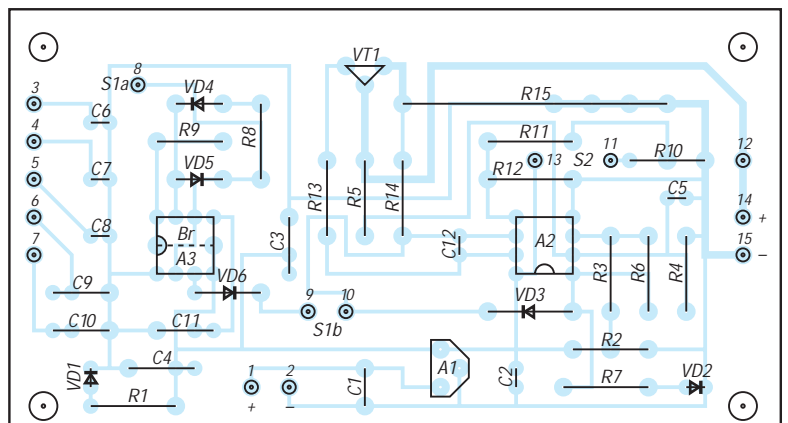 VT1
8
S1a
VD4
3
C6
R15
4
R9
R8
R11
13
S2
11
R10
12
5
C7
VD5
R12
6
R13
R5
R14
C5
14
+
7
C8
Br
A3
C3
C12
A2
R3
R6
R4
15
–
C9
VD6
9
10
S1b
VD3
C10
C11
R2
VD1
C4
1
+
2
–
C1
A1
C2
R7
VD2
R1